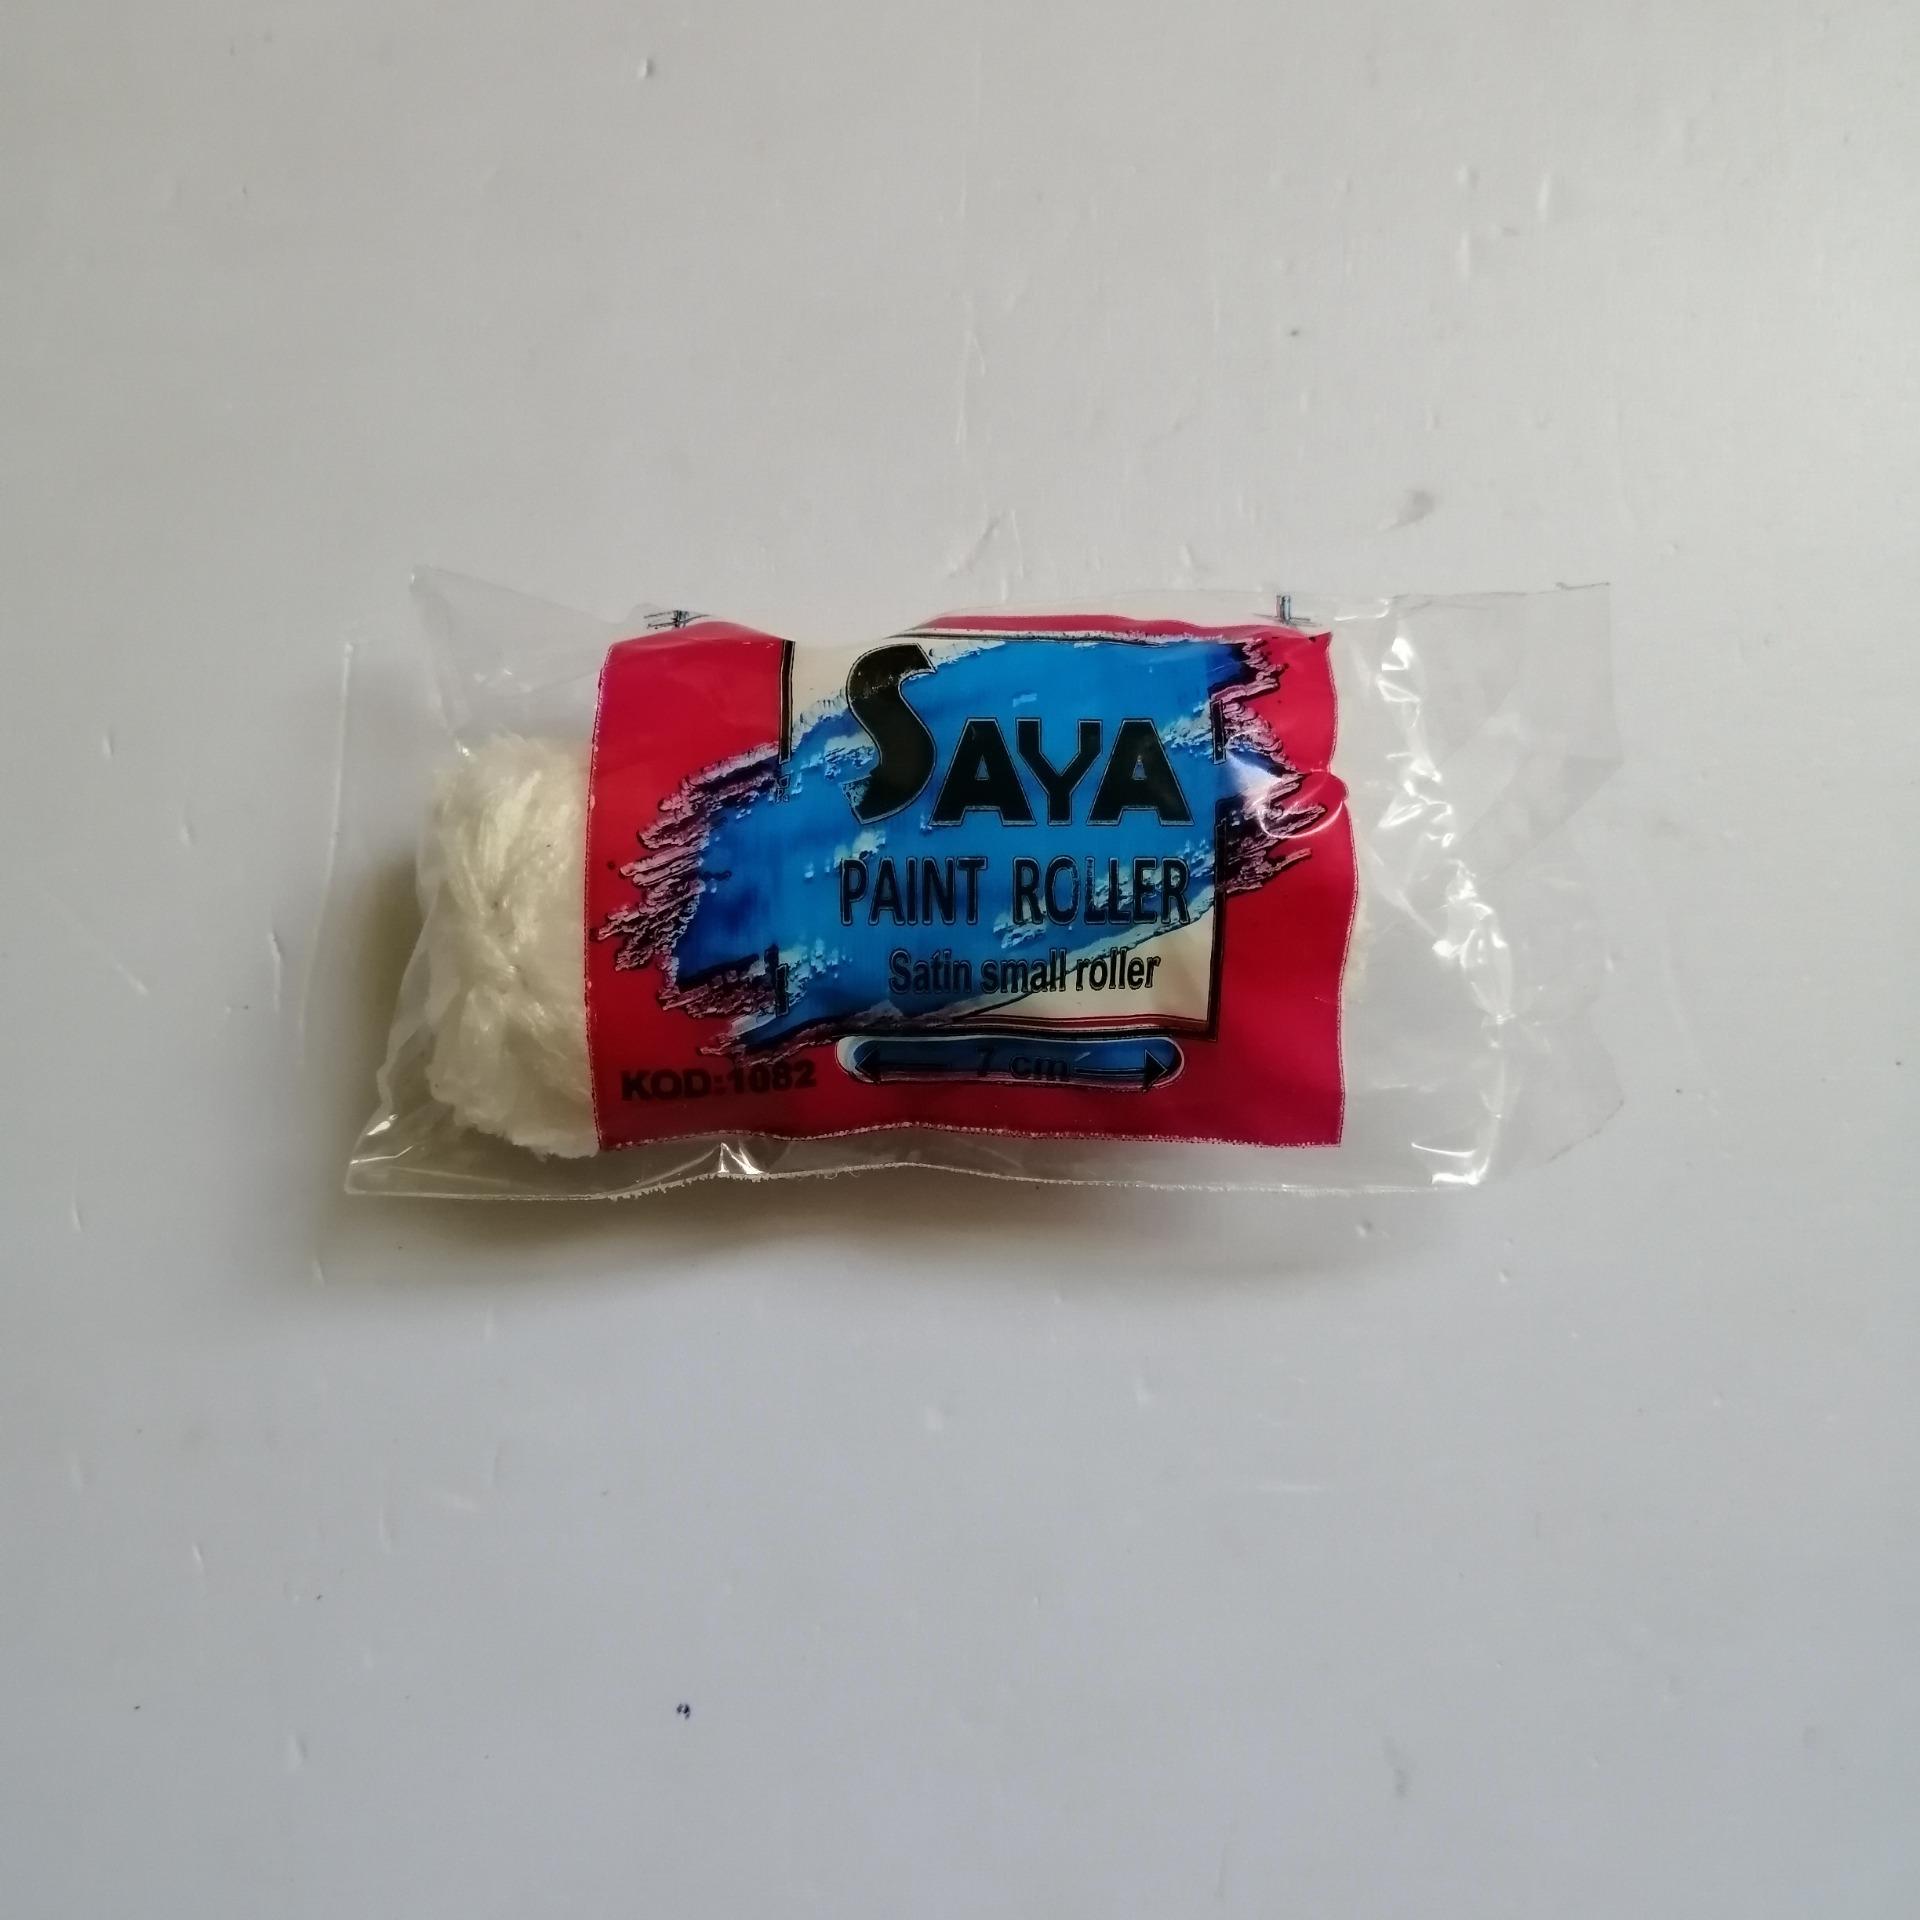 SAYA
PAINT ROLLER
Satin small roller
7 cm
KOD:1082